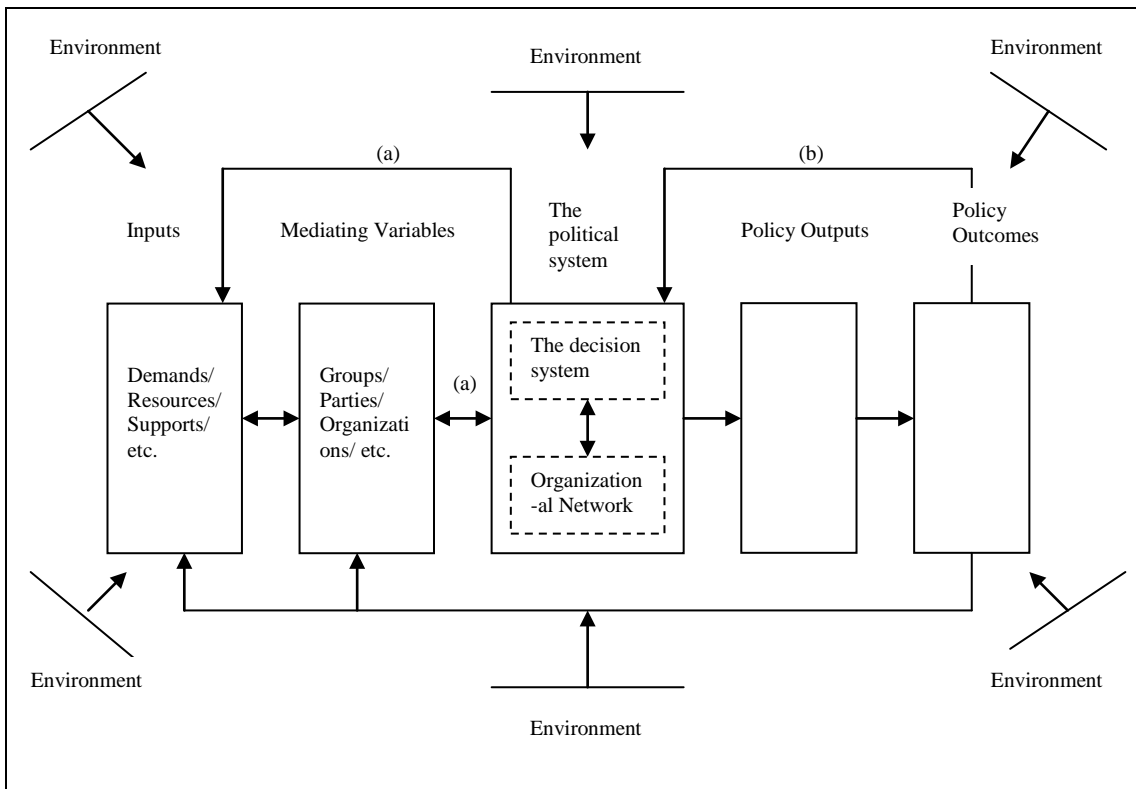 Environment
Environment
Environment
(a)
(b)
Inputs
Mediating Variables
The
political
system
Policy Outputs
Policy
Outcomes
Demands/
Resources/
Supports/
etc.
Groups/
Parties/
Organizati
ons/ etc.
(a)
The decision
system
Organization
-al Network
Environment
Environment
Environment